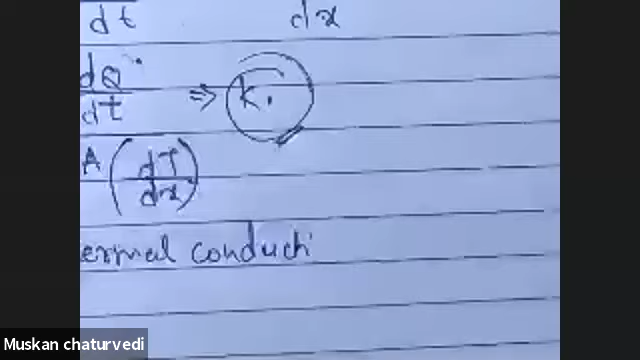 dt dx
dQ
dt ⇒ k.
A (dT
dx)
ermal conducti
Muskan chaturvedi